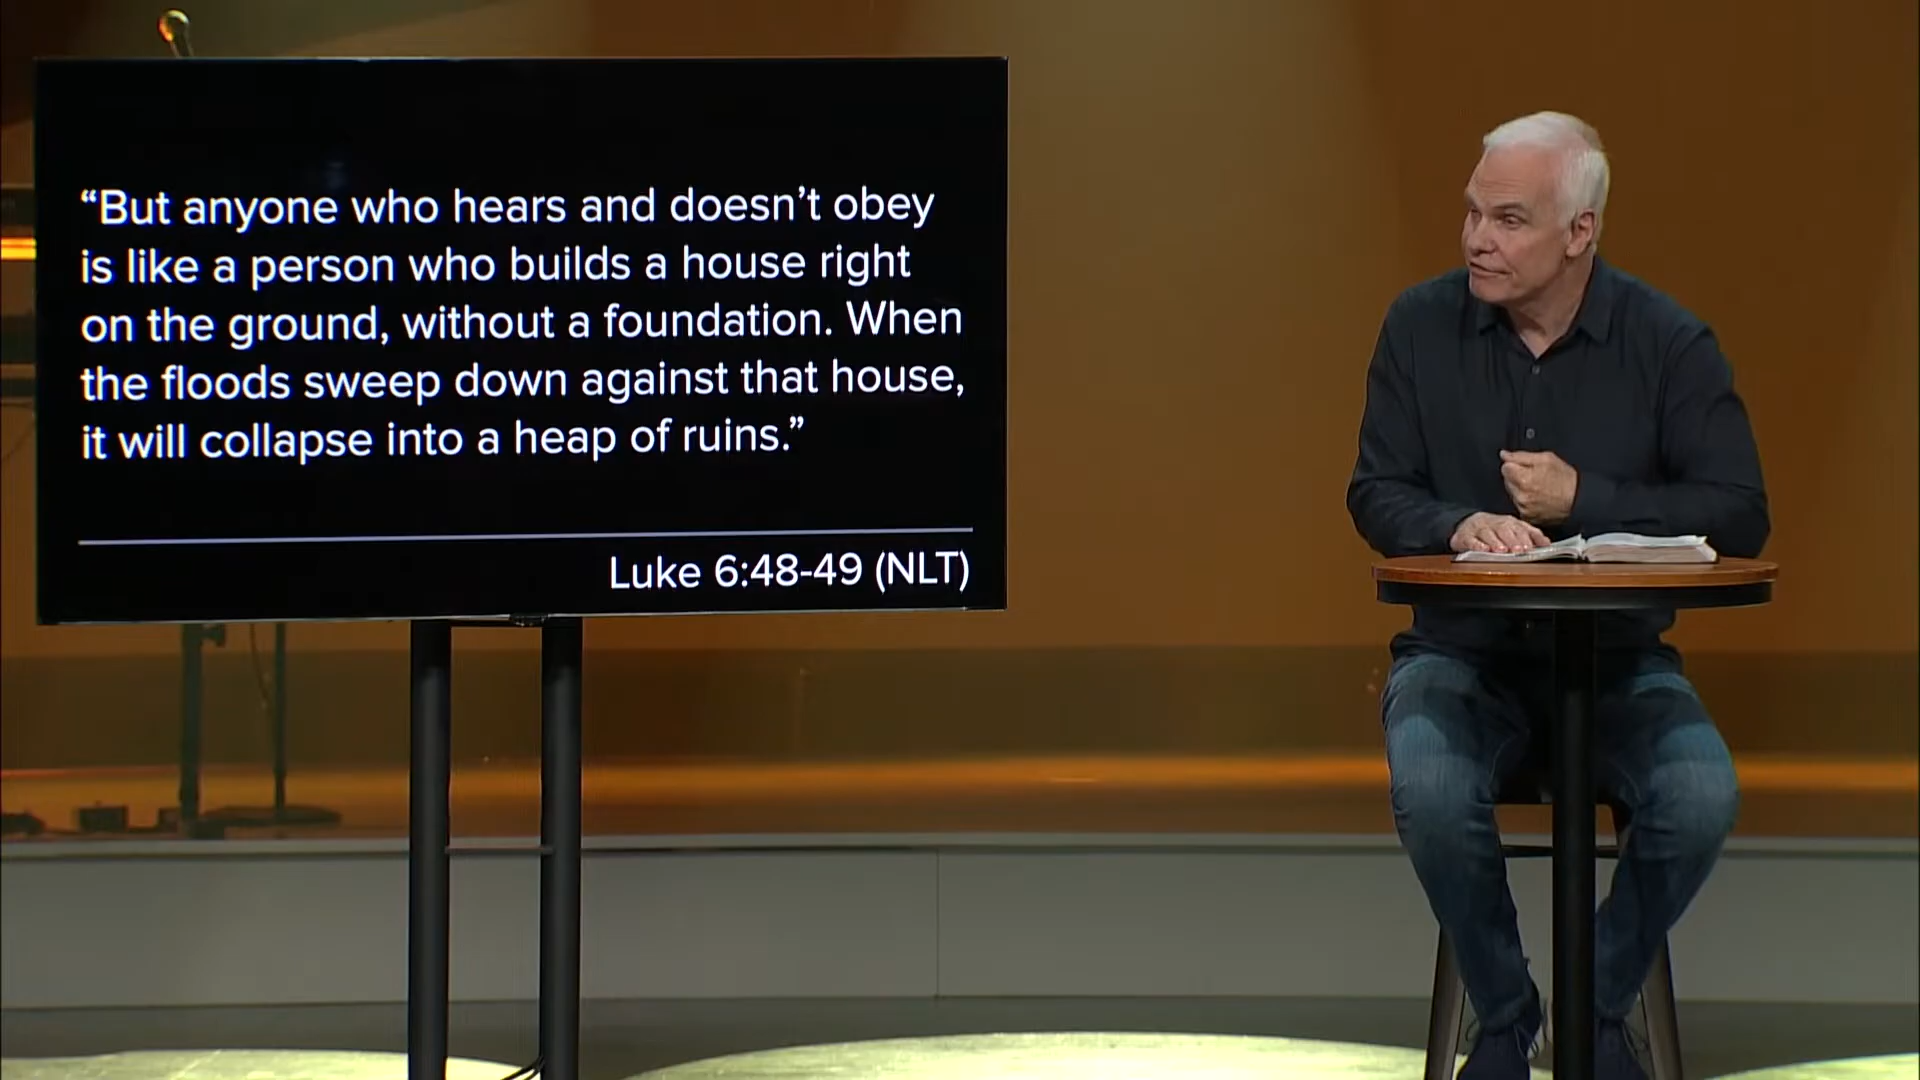 “But anyone who hears and doesn’t obey
is like a person who builds a house right
on the ground, without a foundation. When
the floods sweep down against that house,
it will collapse into a heap of ruins.”
Luke 6:48-49 (NLT)